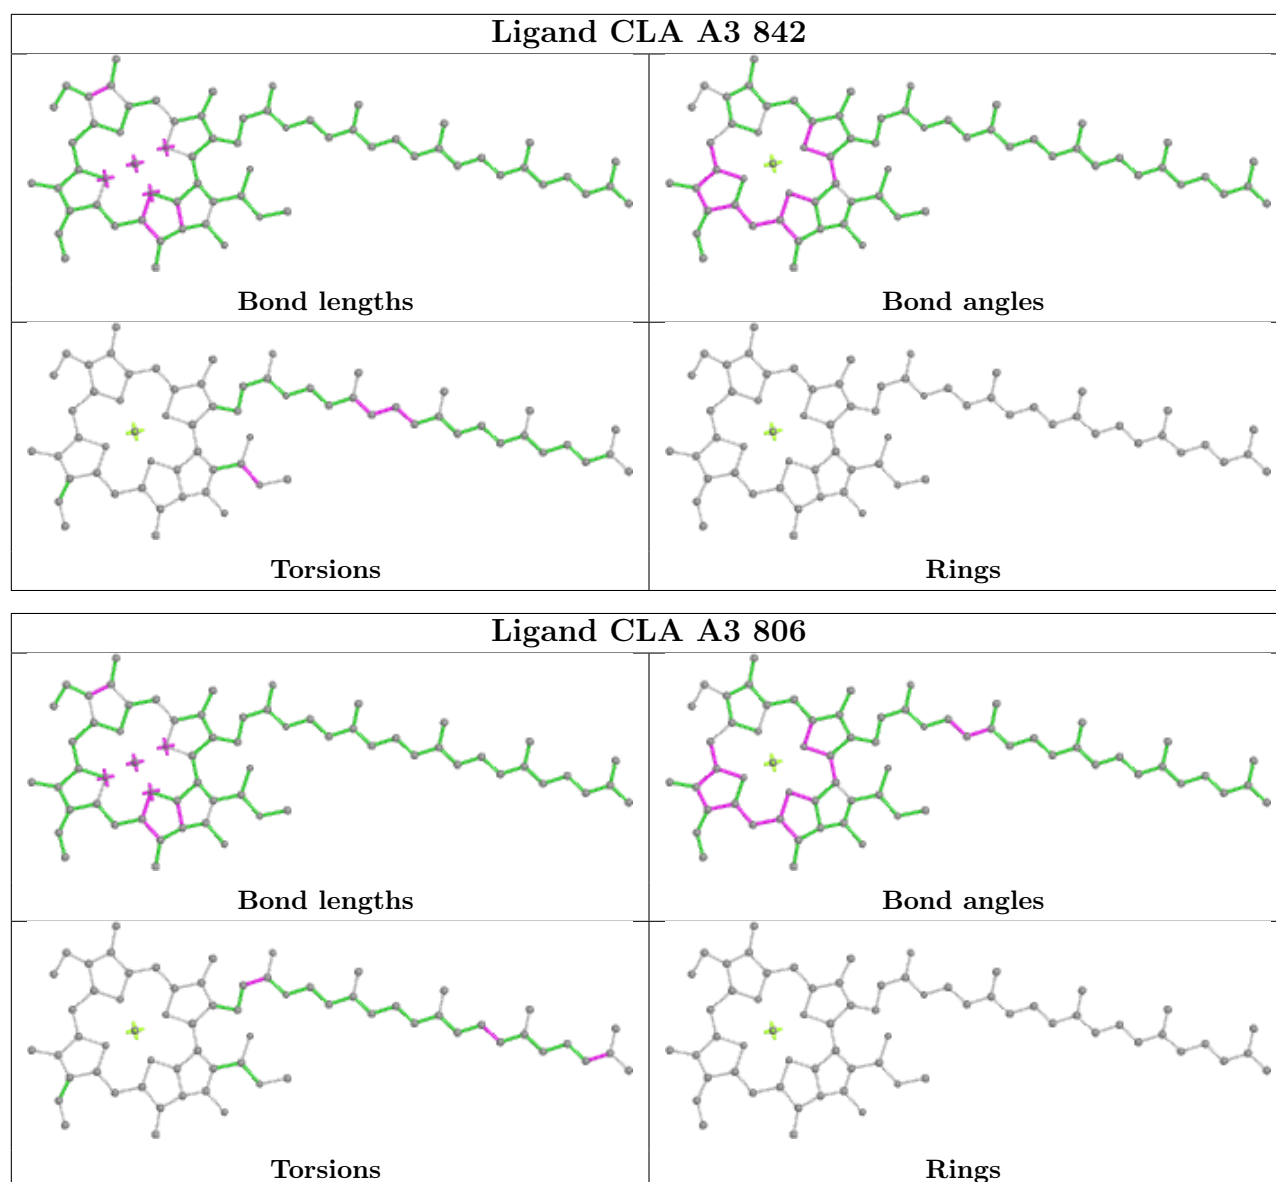 Ligand CLA A3 842
Bond lengths
Bond angles
Torsions
Rings
Ligand CLA A3 806
Bond lengths
Bond angles
Torsions
Rings